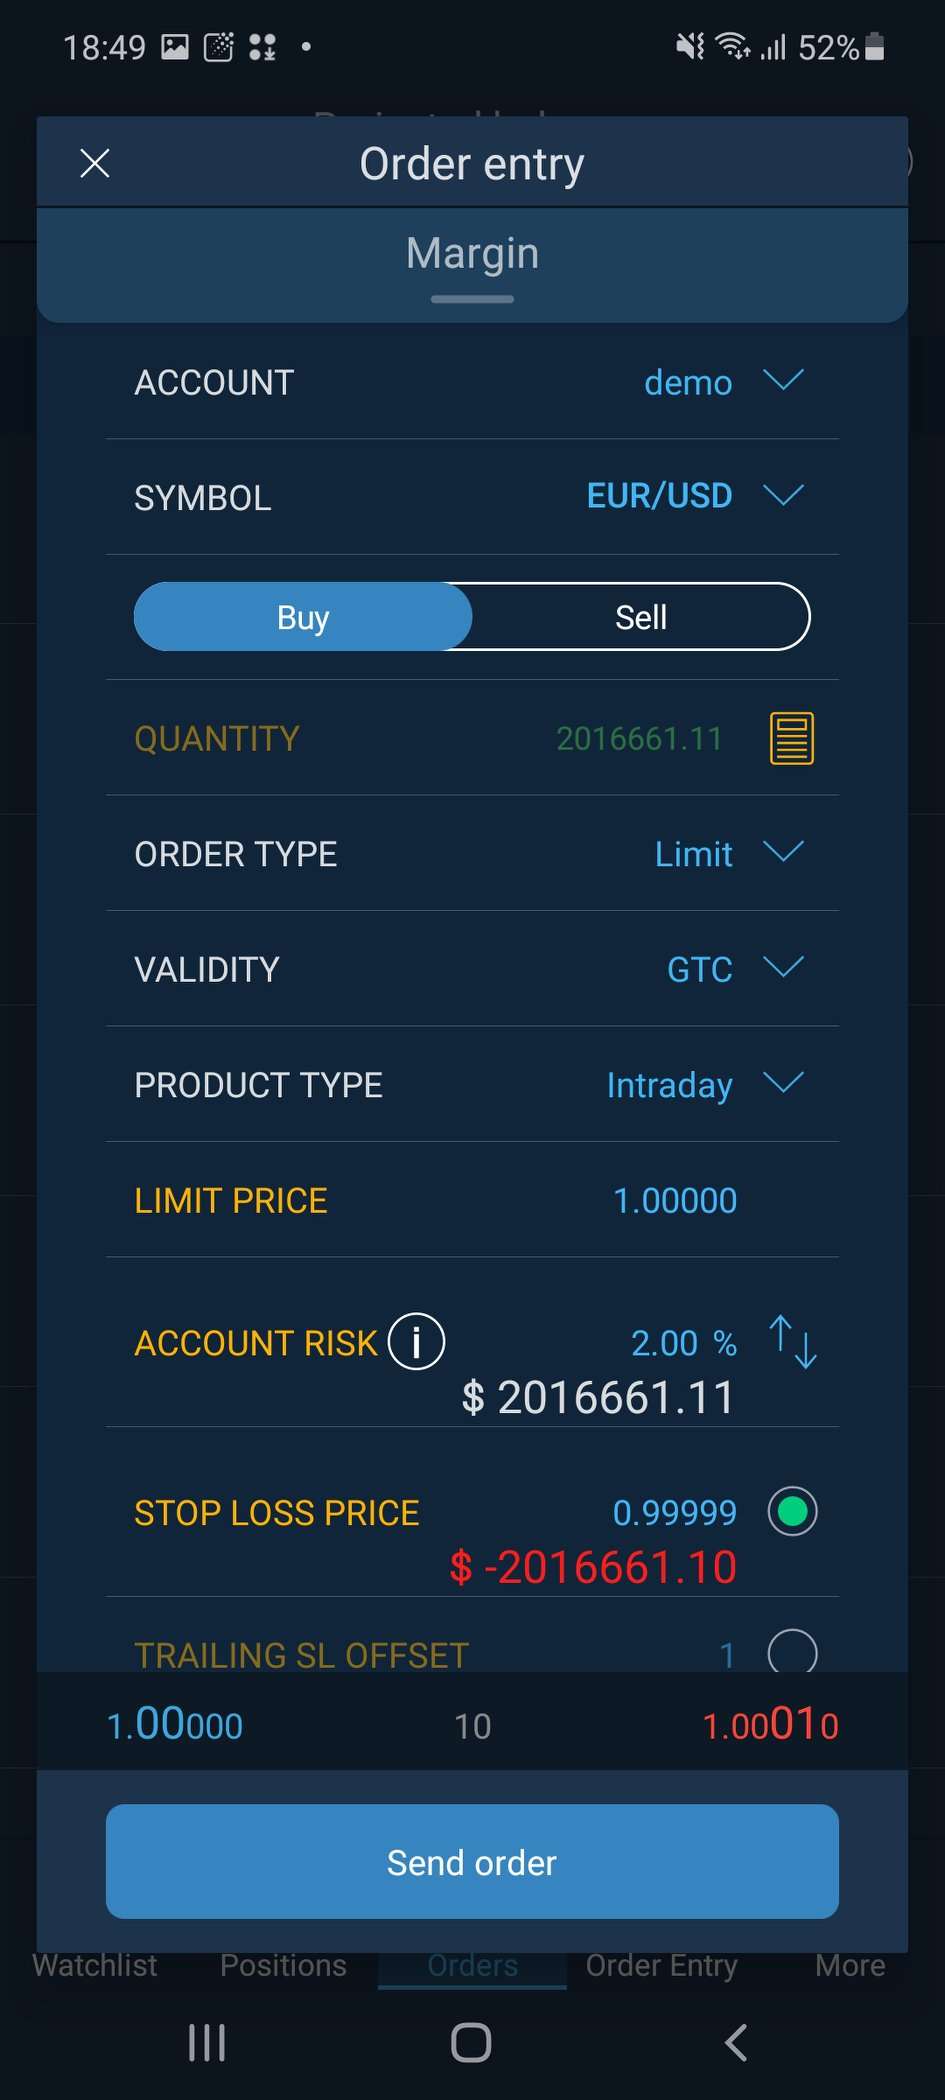 18:49 52%
Order entry
Margin
ACCOUNT demo
SYMBOL EUR/USD
Buy Sell
QUANTITY 2016661.11
ORDER TYPE Limit
VALIDITY GTC
PRODUCT TYPE Intraday
LIMIT PRICE 1.00000
ACCOUNT RISK i 2.00 %
$ 2016661.11
STOP LOSS PRICE 0.99999
$ -2016661.10
TRAILING SL OFFSET 1
1.00000 10 1.00010
Send order
Watchlist Positions Orders Order Entry More